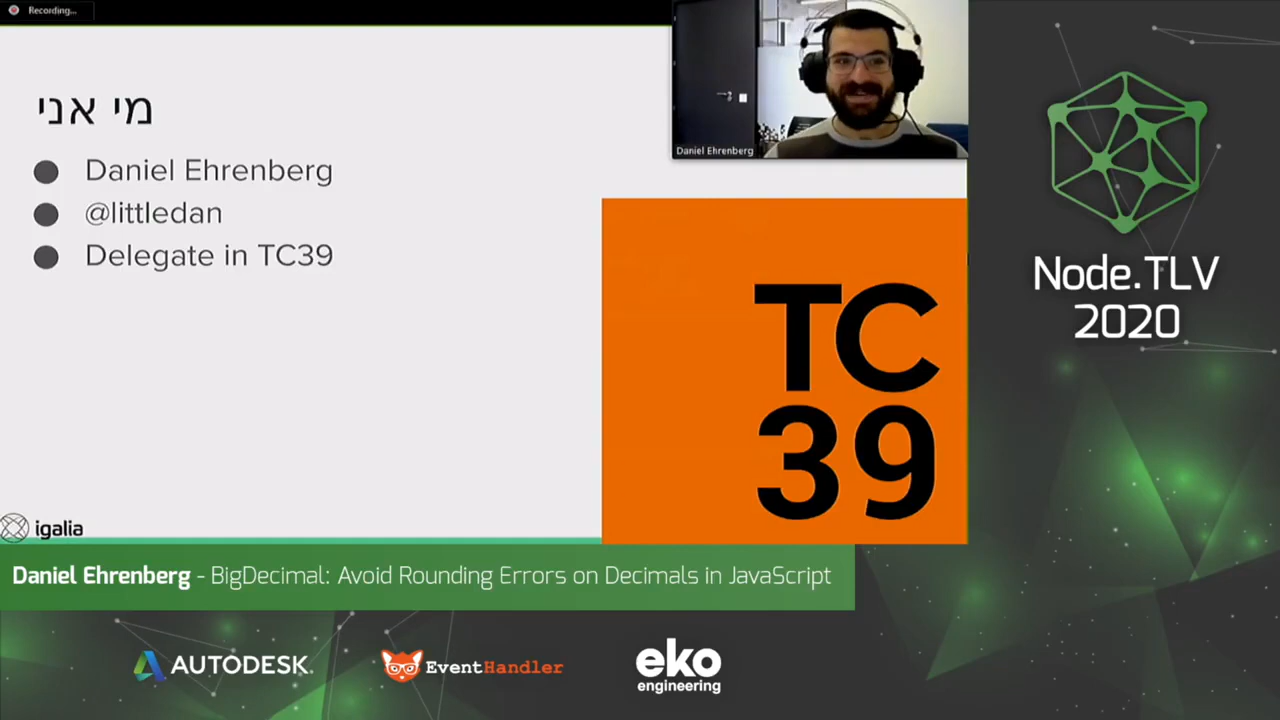 Recording...
מי אני
Daniel Ehrenberg
@littledan
Delegate in TC39
Daniel Ehrenberg
TC
39
igalia
Node.TLV
2020
Daniel Ehrenberg - BigDecimal: Avoid Rounding Errors on Decimals in JavaScript
AUTODESK.
EventHandler
eko
engineering